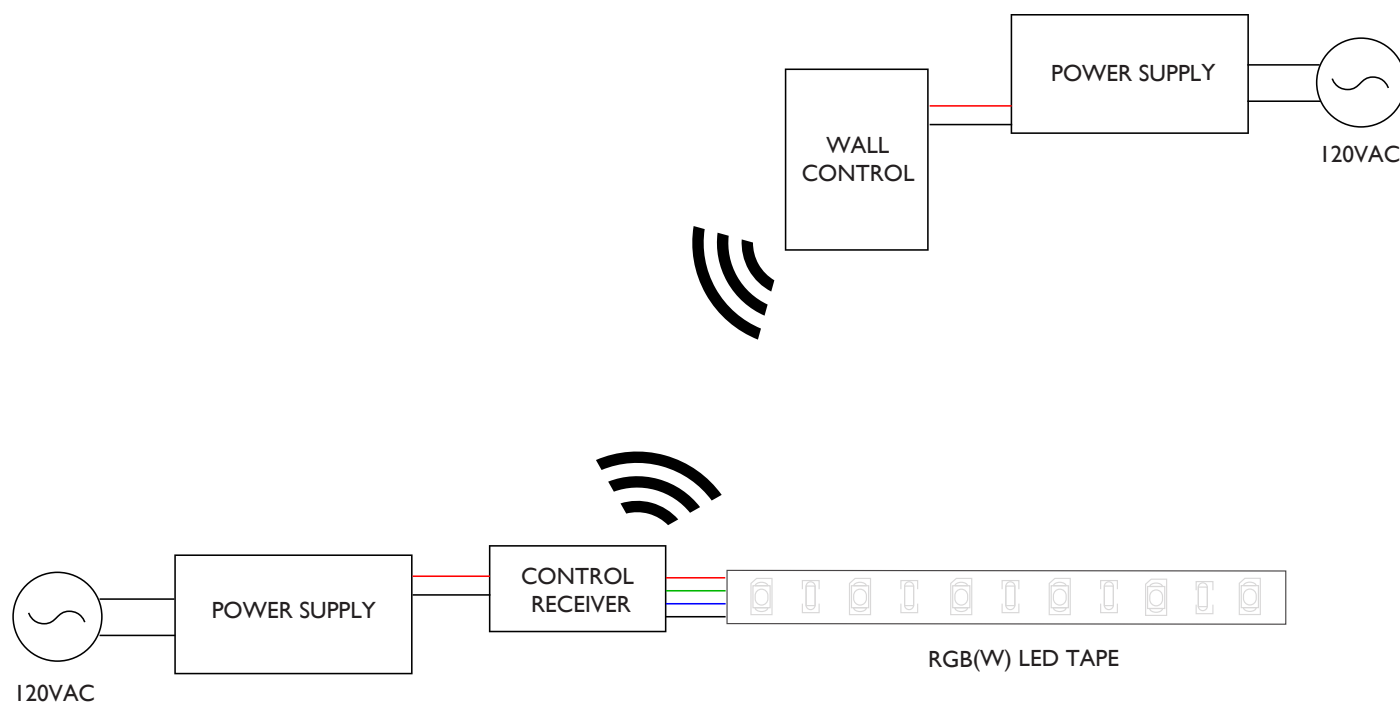 POWER SUPPLY
120VAC
WALL
CONTROL
CONTROL
RECEIVER
POWER SUPPLY
120VAC
RGB(W) LED TAPE